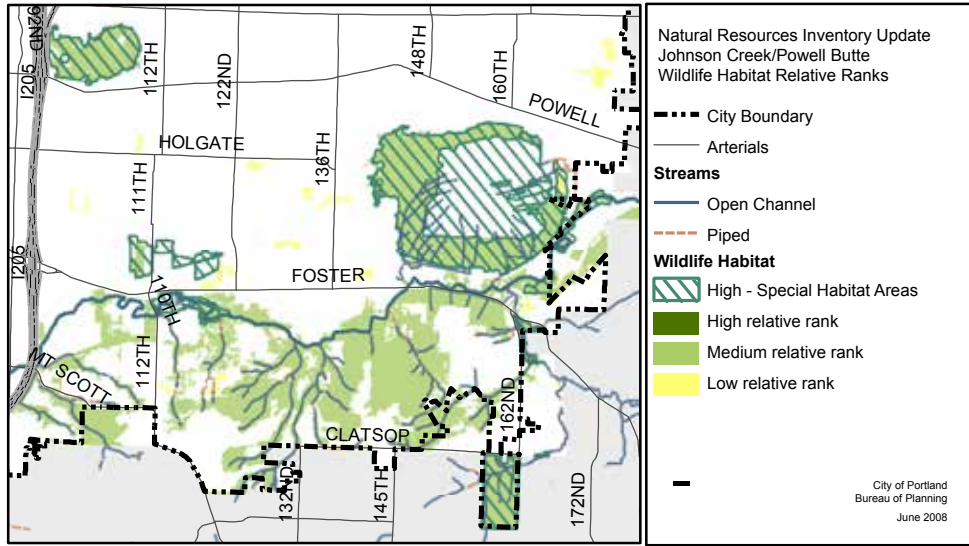 92ND
I205
112TH
122ND
148TH
160TH
POWELL
HOLGATE
136TH
111TH
I205
FOSTER
110TH
112TH
MT SCOTT
162ND
CLATSOP
132ND
145TH
172ND
Natural Resources Inventory Update
Johnson Creek/Powell Butte
Wildlife Habitat Relative Ranks
City Boundary
Arterials
Streams
Open Channel
Piped
Wildlife Habitat
High - Special Habitat Areas
High relative rank
Medium relative rank
Low relative rank
City of Portland
Bureau of Planning
June 2008